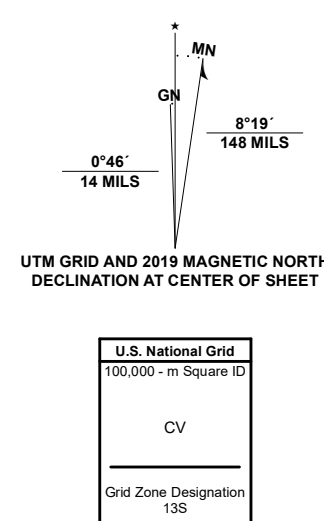 ★
MN
GN
8°19´
148 MILS
0°46´
14 MILS
UTM GRID AND 2019 MAGNETIC NORTH
DECLINATION AT CENTER OF SHEET
U.S. National Grid
100,000 - m Square ID
CV
Grid Zone Designation
13S